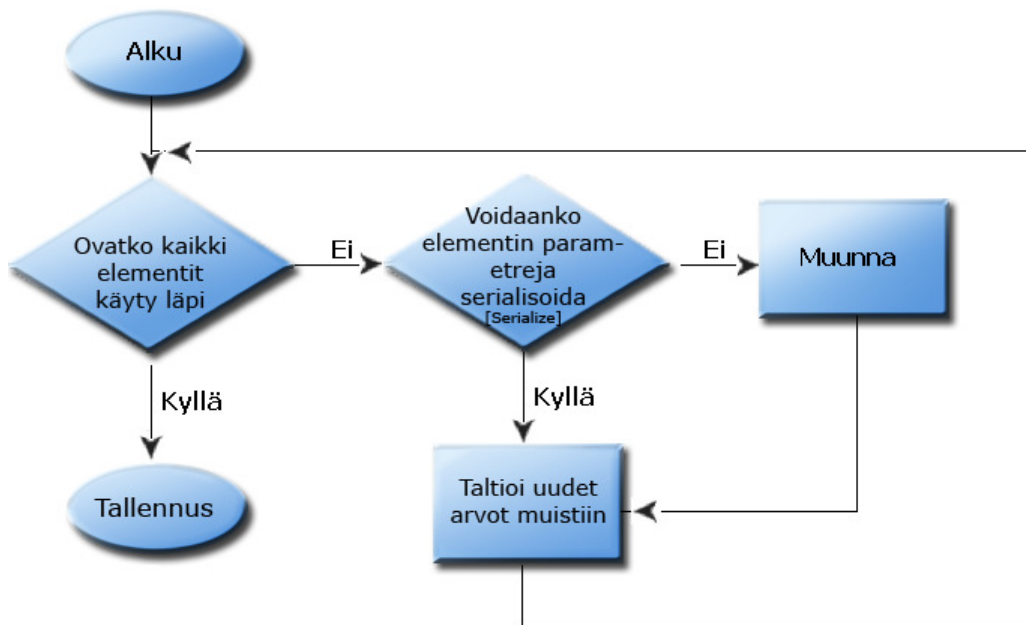 Alku
Ovatko kaikki
elementit
käyty läpi
Ei
Voidaanko
elementin param-
etreja
serialisoida
[Serialize]
Ei
Muunna
Kyllä
Kyllä
Tallennus
Taltioi uudet
arvot muistiin